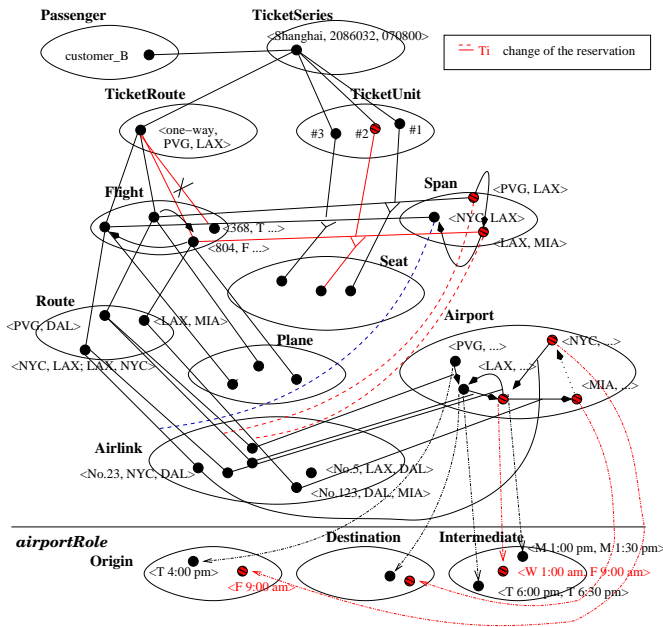 Passenger
TicketSeries
<Shanghai, 2086032, 070800>
customer_B
Ti change of the reservation
TicketRoute
TicketUnit
<one−way,
PVG, LAX>
#3
#2
#1
Flight
Span
<PVG, LAX>
<NYG, LAX>
<368, T ...>
<804, F ...>
<LAX, MIA>
Seat
Route
Airport
<PVG, DAL>
<LAX, MIA>
<PVG, ...>
<NYC, ...>
Plane
<LAX, ...>
<NYC, LAX; LAX, NYC>
<MIA, ...>
Airlink
<No.23, NYC, DAL>
<No.5, LAX, DAL>
<No.123, DAL, MIA>
airportRole
Origin
Destination
Intermediate
<M 1:00 pm, M 1:30 pm>
<T 4:00 pm>
<W 1:00 am, F 9:00 am>
<F 9:00 am>
<T 6:00 pm, T 6:30 pm>